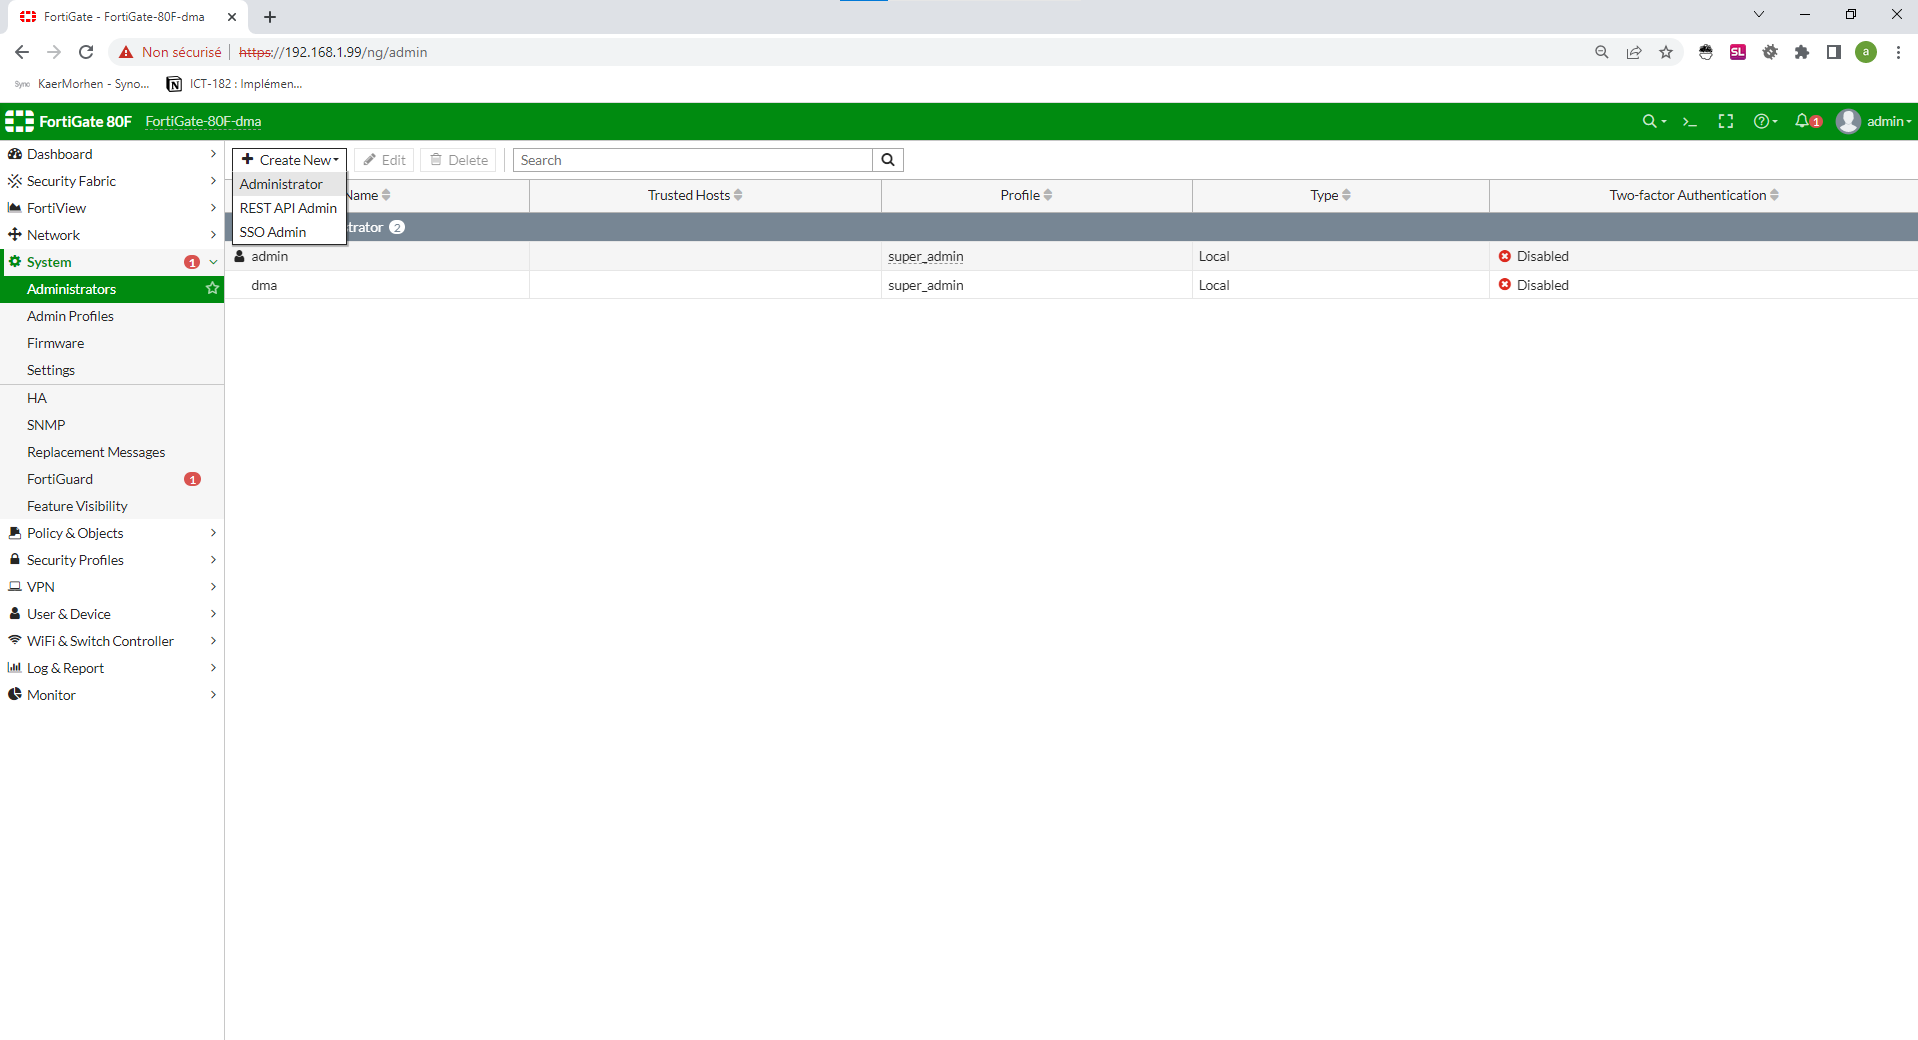 FortiGate - FortiGate-80F-dma
Non sécurisé https://192.168.1.99/ng/admin
SL
a
Sync KaerMorhen - Syno...
N ICT-182 : Implémen...
FortiGate 80F FortiGate-80F-dma
1
admin
Dashboard
Security Fabric
FortiView
Network
System 1
Administrators
Admin Profiles
Firmware
Settings
HA
SNMP
Replacement Messages
FortiGuard 1
Feature Visibility
Policy & Objects
Security Profiles
VPN
User & Device
WiFi & Switch Controller
Log & Report
Monitor
Create New Edit Delete Search
Administrator
REST API Admin
SSO Admin
Name Trusted Hosts Profile Type Two-factor Authentication
strator 2
admin super_admin Local Disabled
dma super_admin Local Disabled